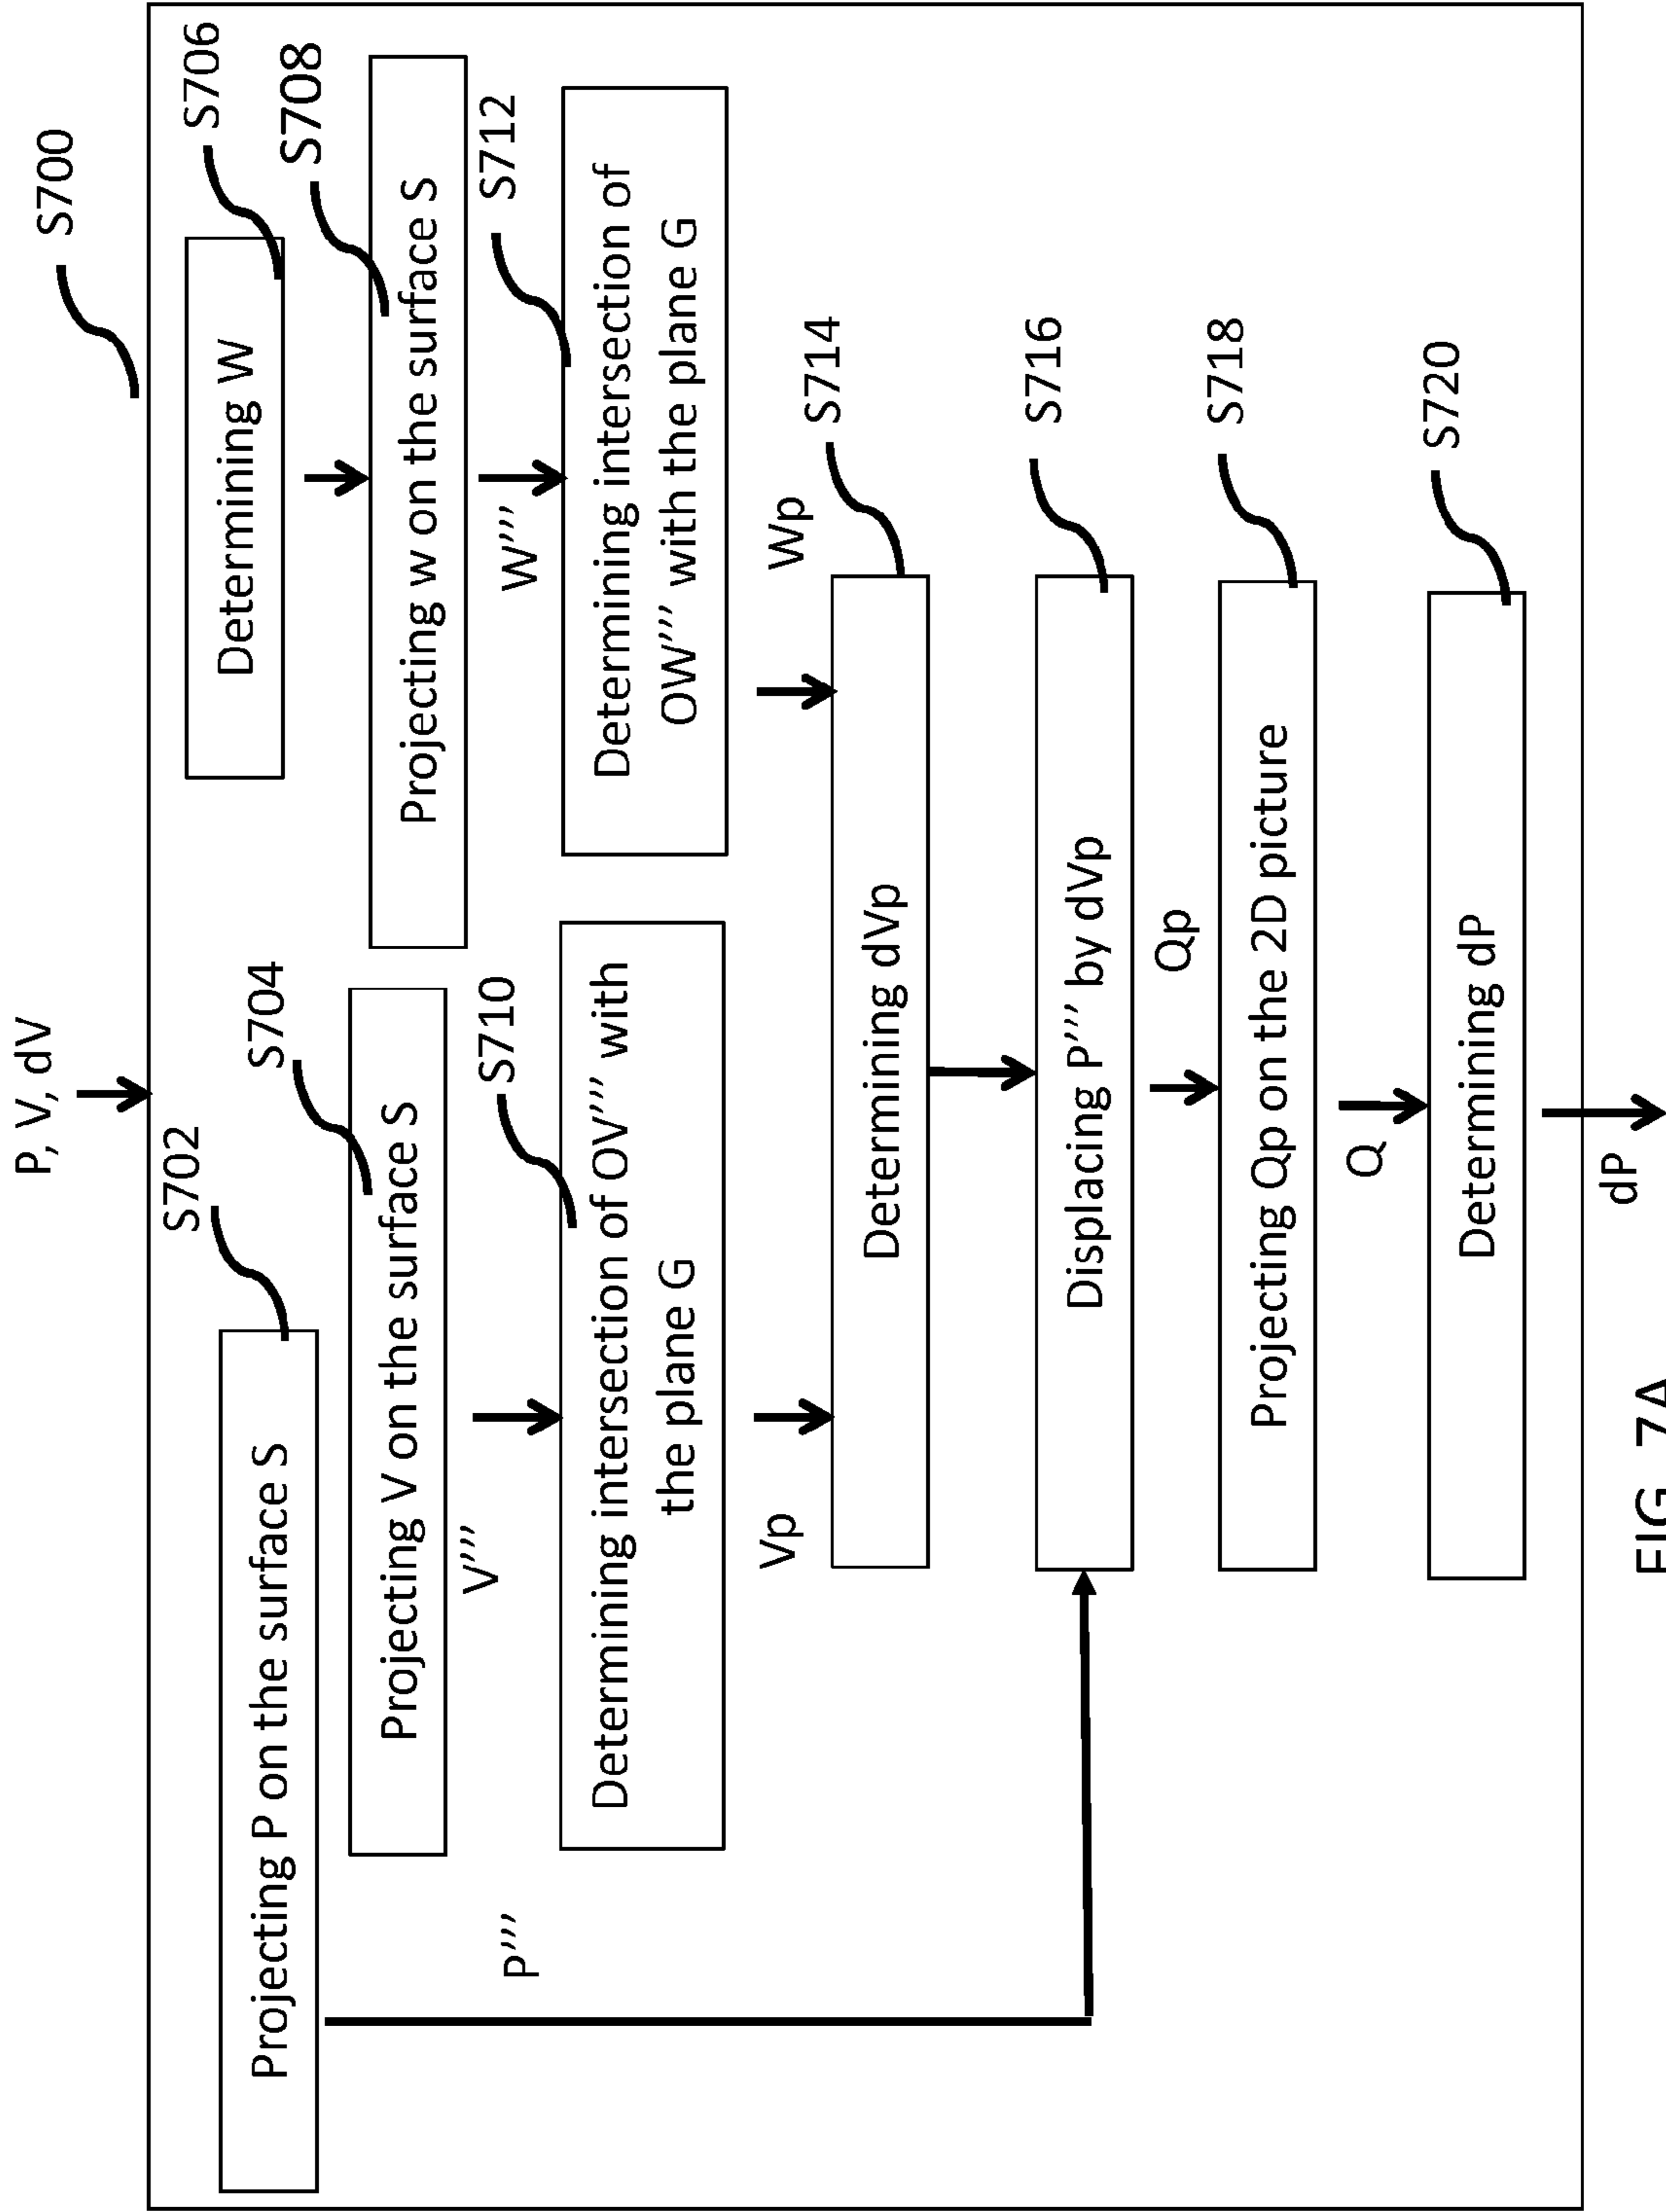 P, V, dV
S700
S702
Projecting P on the surface S
S704
Projecting V on the surface S
S706
Determining W
S708
Projecting w on the surface S
P’’’
V’’’
W’’’
S710
Determining intersection of OV’’’ with
the plane G
S712
Determining intersection of
OW’’’ with the plane G
Vp
Wp
S714
Determining dVp
S716
Displacing P’’’ by dVp
Qp
S718
Projecting Qp on the 2D picture
Q
S720
Determining dP
dP
FIG. 7A